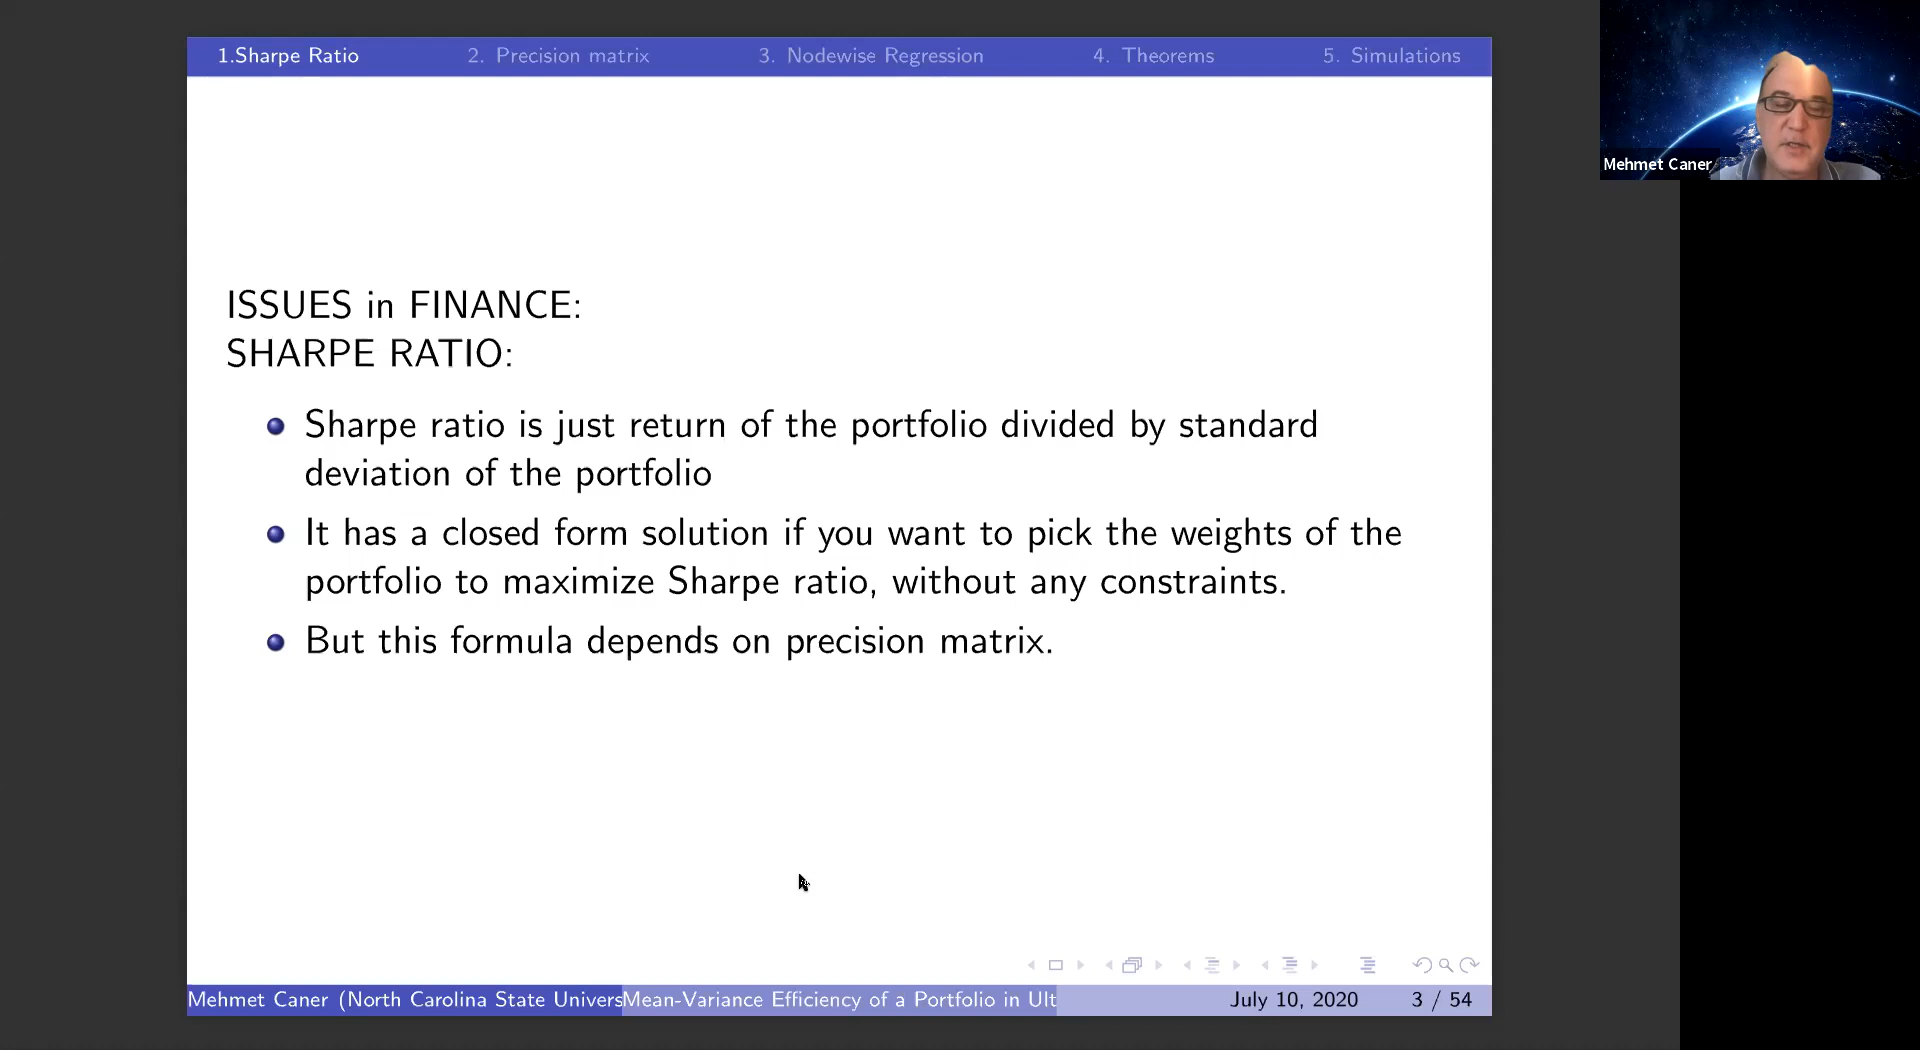 1.Sharpe Ratio 2. Precision matrix 3. Nodewise Regression 4. Theorems 5. Simulations
Mehmet Caner
ISSUES in FINANCE:
SHARPE RATIO:
Sharpe ratio is just return of the portfolio divided by standard
deviation of the portfolio
It has a closed form solution if you want to pick the weights of the
portfolio to maximize Sharpe ratio, without any constraints.
But this formula depends on precision matrix.
Mehmet Caner (North Carolina State Univers Mean-Variance Efficiency of a Portfolio in Ult July 10, 2020 3 / 54